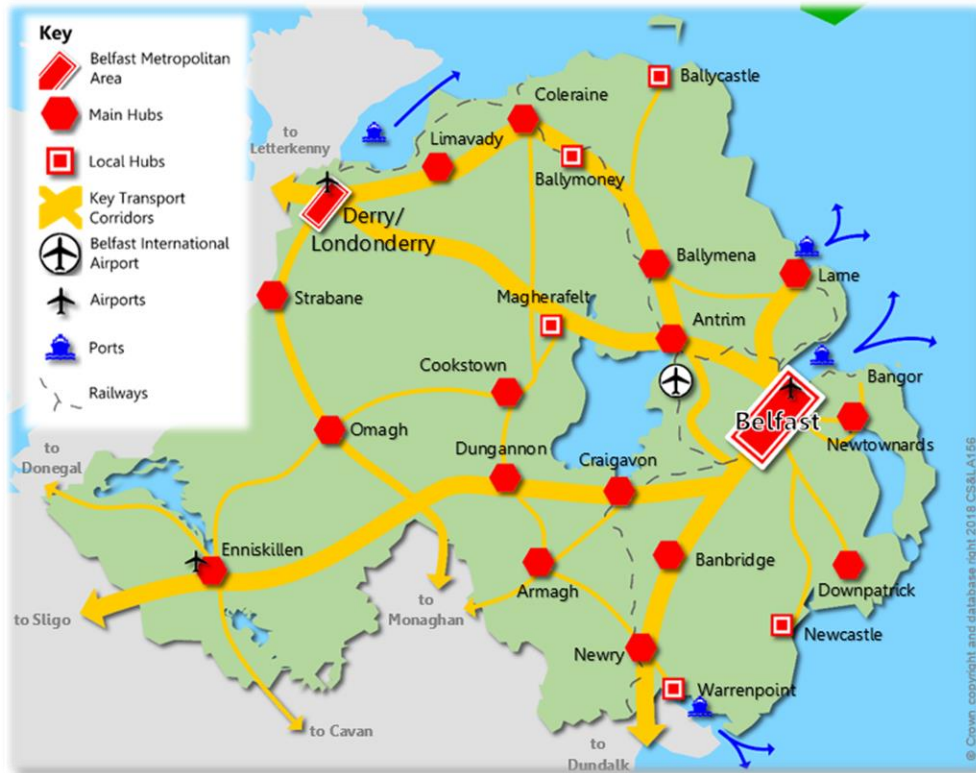 Key
Belfast Metropolitan
Area
Main Hubs
Local Hubs
Key Transport
Corridors
Belfast International
Airport
Airports
Ports
Railways
Ballycastle
Coleraine
to
Letterkenny
Limavady
Ballymoney
Derry/
Londonderry
Ballymena
Larne
Strabane
Magherafelt
Antrim
Cookstown
Bangor
Belfast
Omagh
Newtownards
Dungannon
Craigavon
to
Donegal
Enniskillen
Banbridge
Armagh
Downpatrick
to
Monaghan
to Sligo
Newcastle
Newry
Warrenpoint
to Cavan
to
Dundalk
© Crown copyright and database right 2018 CS&LA156